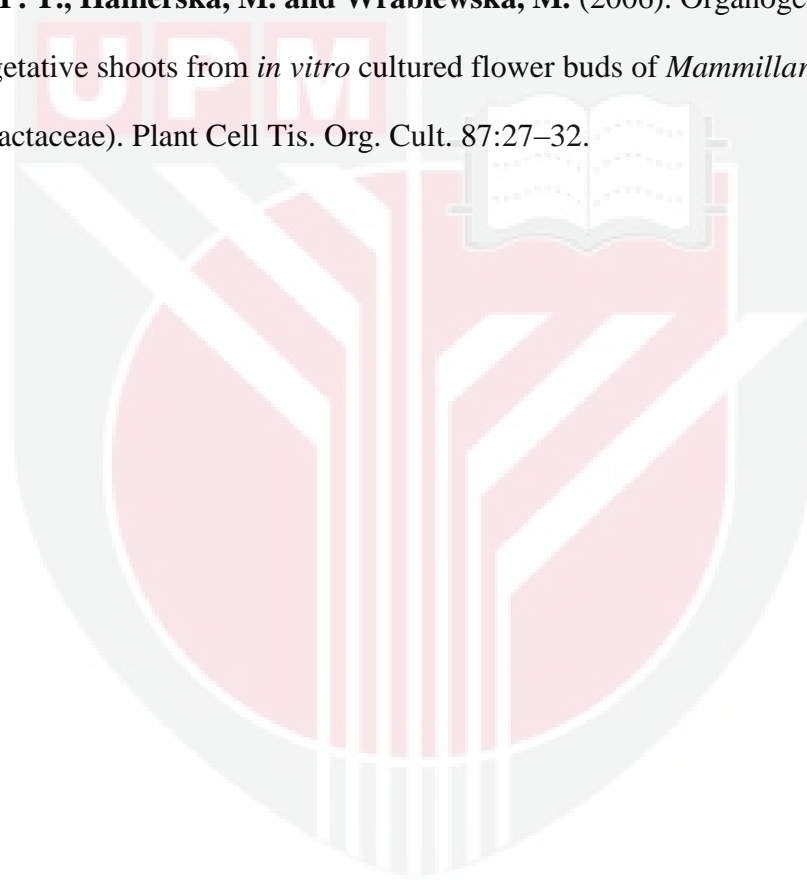 T., Hamerska, M. and Wrablewska, M. (2006). Organoge
getative shoots from in vitro cultured flower buds of Mammillar
actaceae). Plant Cell Tis. Org. Cult. 87:27–32.
UPM